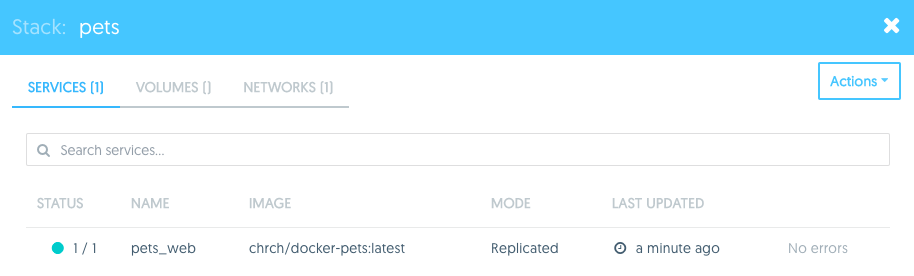 Stack: pets
SERVICES (1) VOLUMES () NETWORKS (1) Actions
Search services...
STATUS NAME IMAGE MODE LAST UPDATED
1 / 1 pets_web chrch/docker-pets:latest Replicated a minute ago No errors